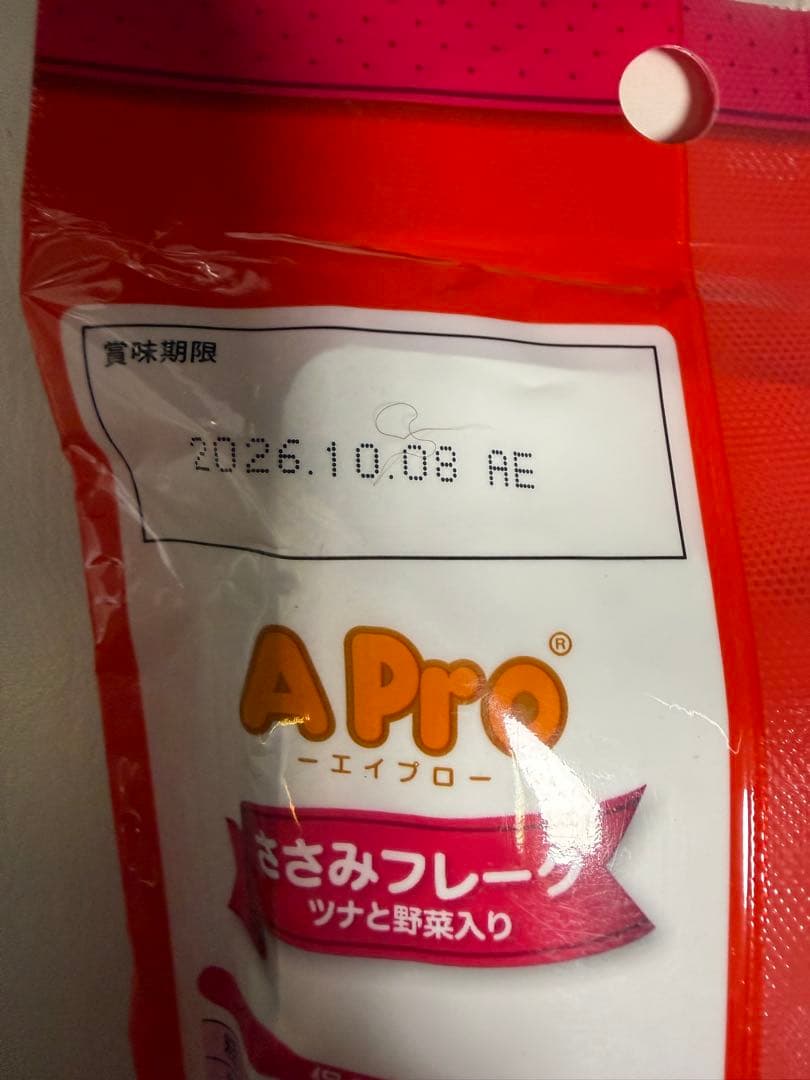 賞味期限
2026.10.08 AE
A Pro®
ーエイプロー
ささみフレーク
ツナと野菜入り